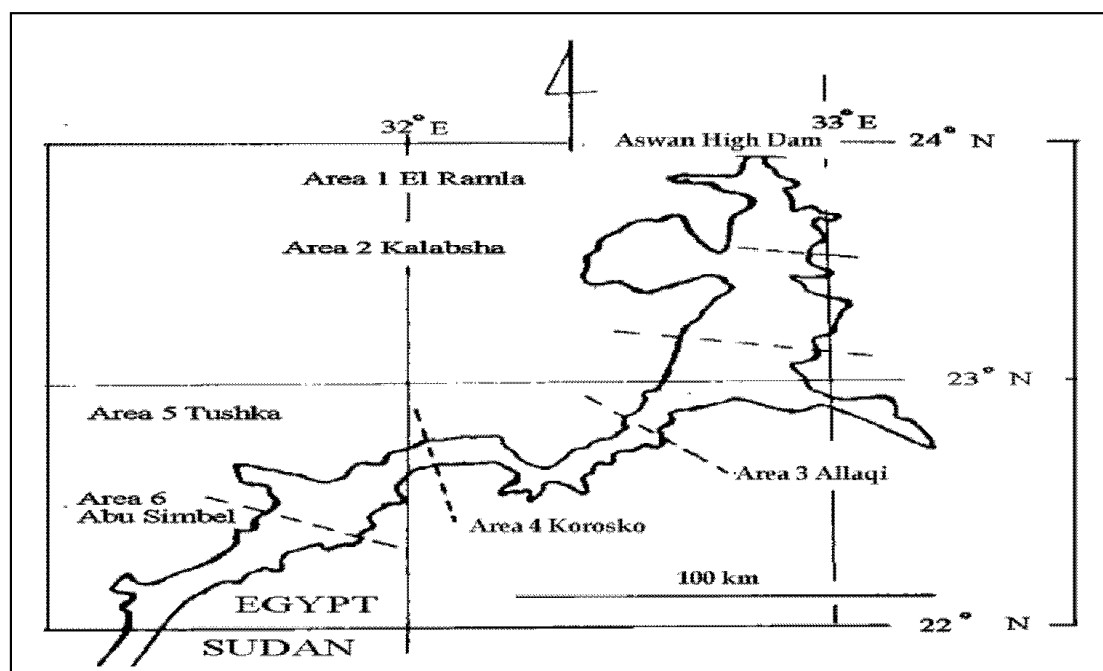 32° E
33° E
Aswan High Dam
24° N
Area 1 El Ramla
Area 2 Kalabsha
23° N
Area 5 Tushka
Area 3 Allaqi
Area 6
Abu Simbel
Area 4 Korosko
100 km
EGYPT
22° N
SUDAN